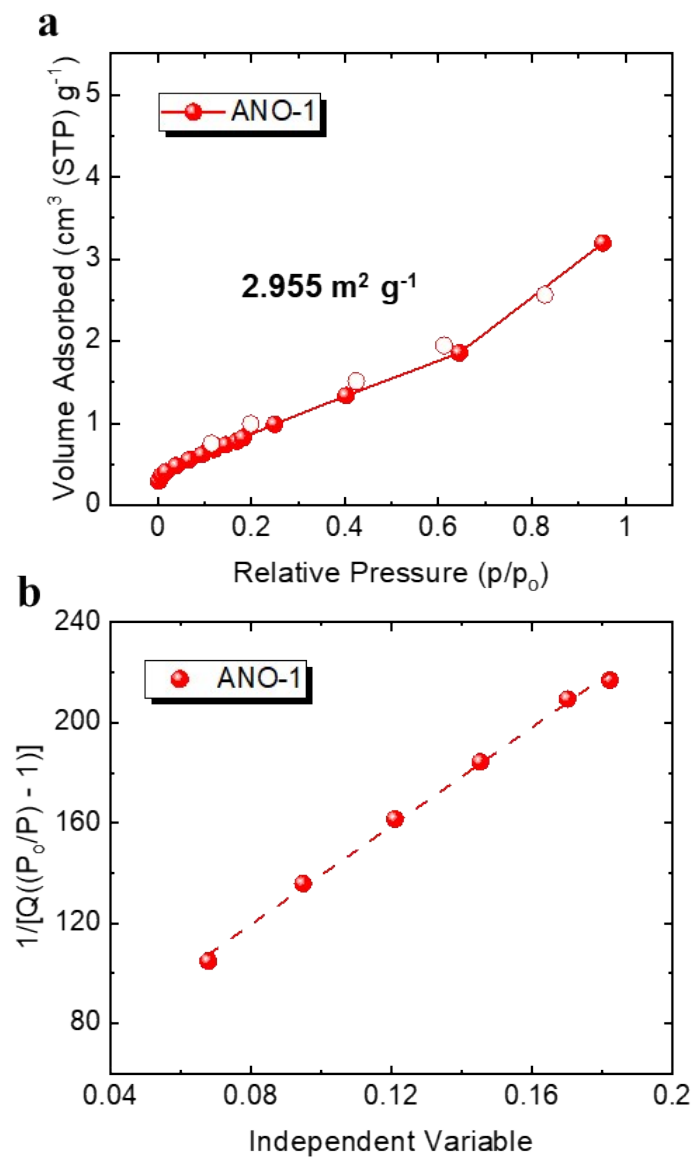 a
Volume Adsorbed (cm³ (STP) g⁻¹)
5
4
3
2
1
0
ANO-1
2.955 m² g⁻¹
0 0.2 0.4 0.6 0.8 1
Relative Pressure (p/p₀)
b
1/[Q((P₀/P) - 1)]
240
200
160
120
80
ANO-1
0.04 0.08 0.12 0.16 0.2
Independent Variable